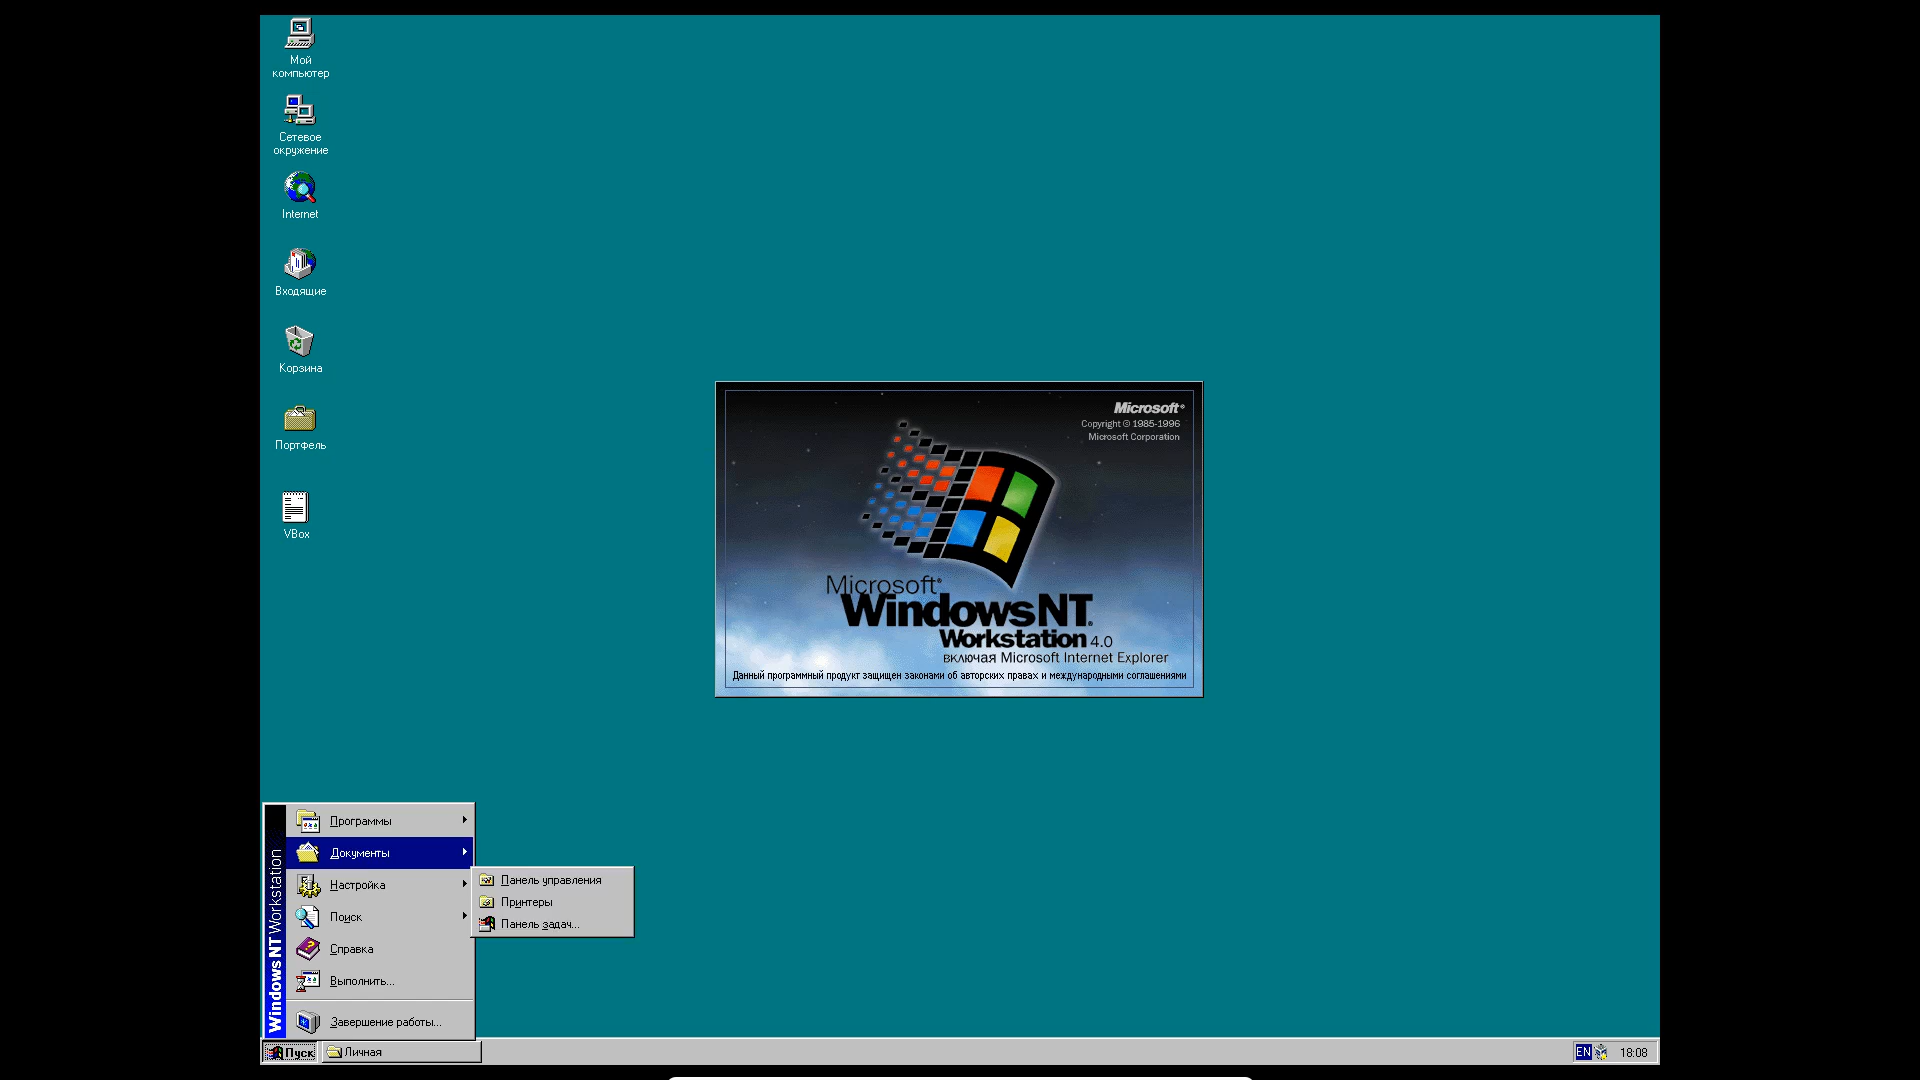 Мой
компьютер
Сетевое
окружение
Internet
Входящие
Корзина
Портфель
VBox
Microsoft®
Copyright © 1985-1996
Microsoft Corporation
Microsoft®
Windows NT®
Workstation 4.0
включая Microsoft Internet Explorer
Данный программный продукт защищен законами об авторских правах и международными соглашениями
Windows NT Workstation
Программы
Документы
Настройка
Поиск
Справка
Выполнить...
Завершение работы...
Панель управления
Принтеры
Панель задач...
Пуск
Личная
EN
18:08